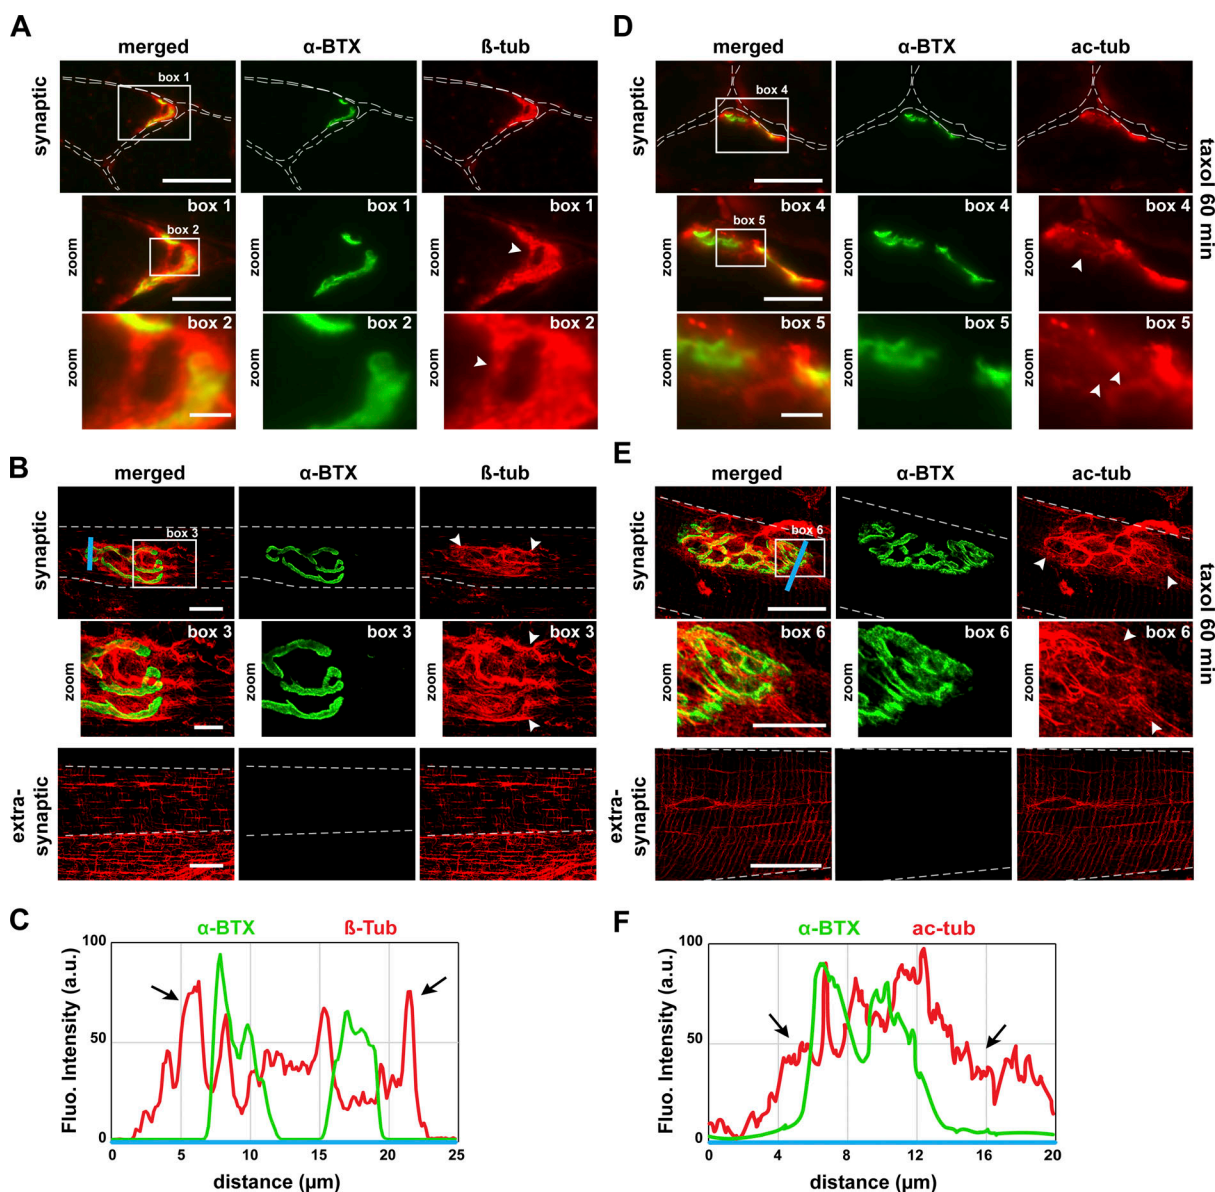 A
merged α-BTX ß-tub
synaptic
box 1
zoom
box 1 box 1 box 1
box 2
zoom
box 2 box 2 box 2
B
merged α-BTX ß-tub
synaptic
box 3
zoom
box 3 box 3 box 3
extra-
synaptic
C
α-BTX ß-Tub
Fluo. Intensity (a.u.)
100
50
0
0 5 10 15 20 25
distance (µm)
D
merged α-BTX ac-tub
synaptic
box 4
taxol 60 min
zoom
box 4 box 4 box 4
box 5
zoom
box 5 box 5 box 5
E
merged α-BTX ac-tub
synaptic
box 6
taxol 60 min
zoom
box 6 box 6 box 6
extra-
synaptic
F
α-BTX ac-tub
Fluo. Intensity (a.u.)
100
50
0
0 4 8 12 16 20
distance (µm)